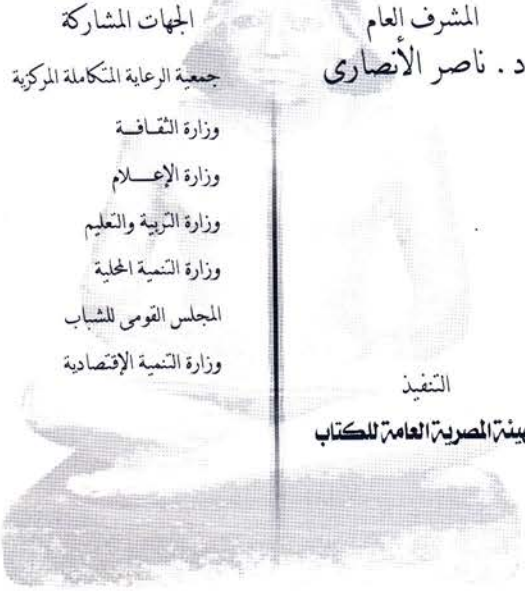 المشرف العام
د. ناصر الأنصارى
التنفيذ
هيئة المصرية العامة للكتاب
الجهات المشاركة
جمعية الرعاية المتكاملة المركزية
وزارة الثقافة
وزارة الإعلام
وزارة التربية والتعليم
وزارة التنمية المحلية
المجلس القومى للشباب
وزارة التنمية الإقتصادية